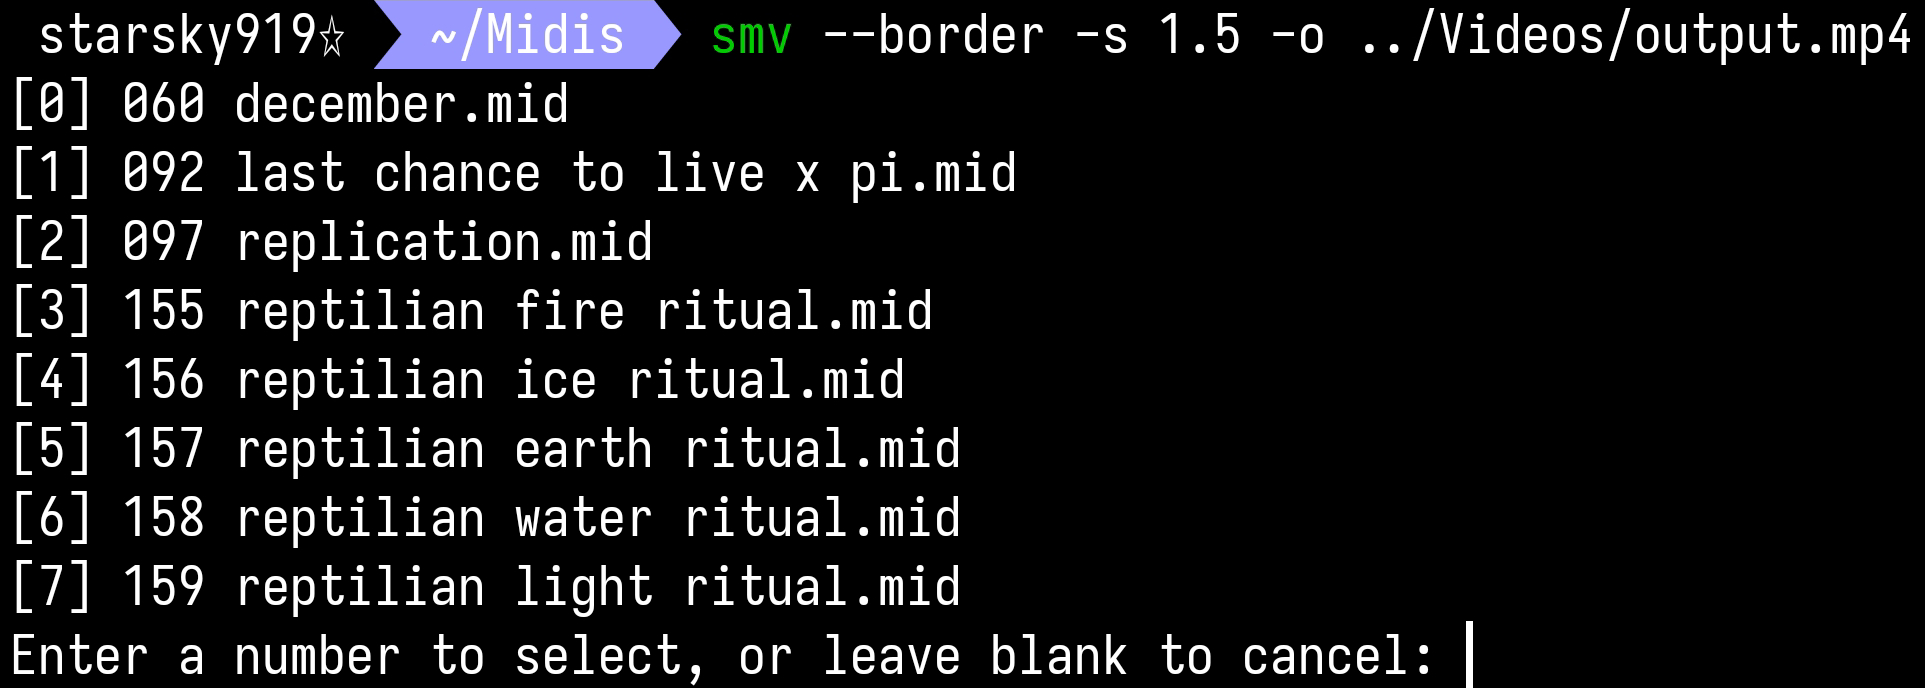 starsky919☆ ~/Midis smv --border -s 1.5 -o ../Videos/output.mp4
[0] 060 december.mid
[1] 092 last chance to live x pi.mid
[2] 097 replication.mid
[3] 155 reptilian fire ritual.mid
[4] 156 reptilian ice ritual.mid
[5] 157 reptilian earth ritual.mid
[6] 158 reptilian water ritual.mid
[7] 159 reptilian light ritual.mid
Enter a number to select, or leave blank to cancel: